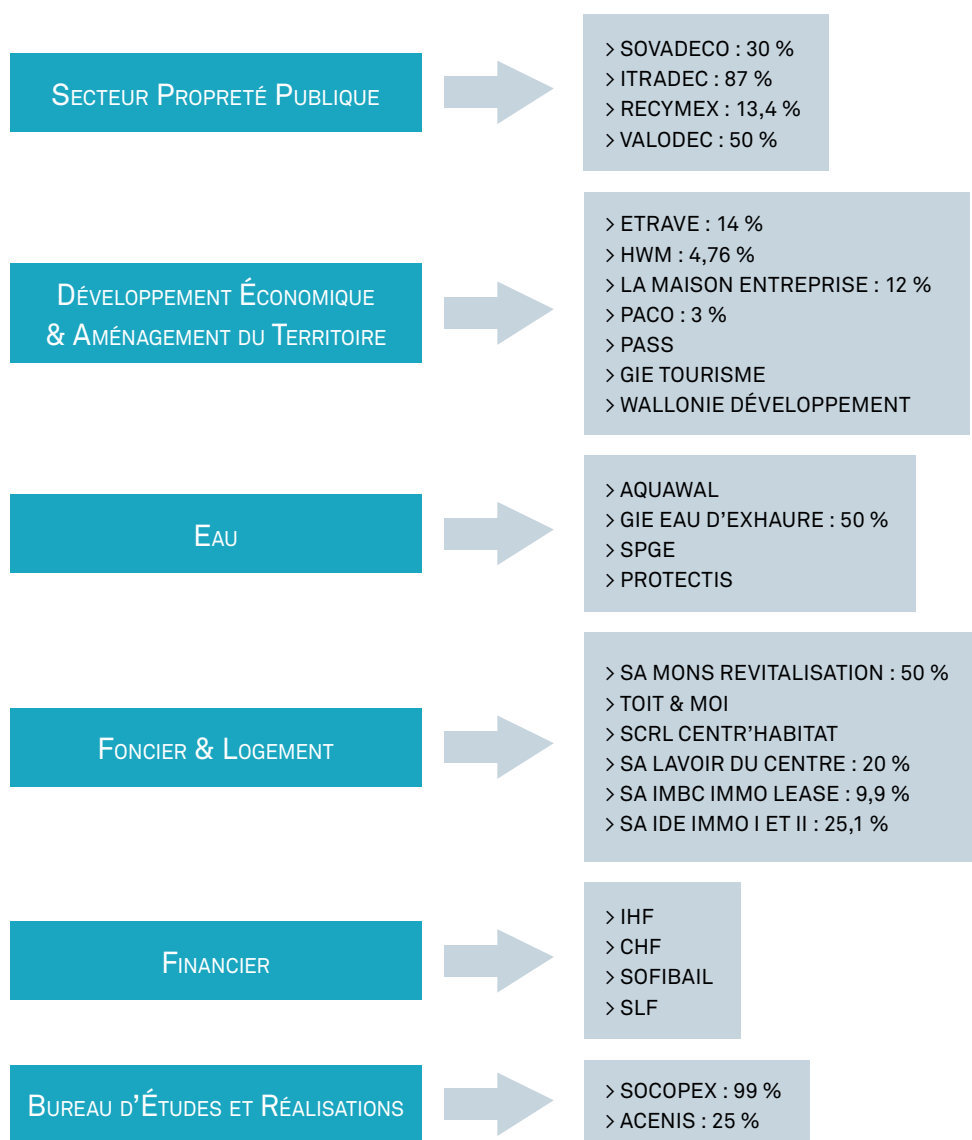 Secteur Propreté Publique
> SOVADECO : 30 %
> ITRADEC : 87 %
> RECYMEX : 13,4 %
> VALODEC : 50 %
Développement Économique
& Aménagement du Territoire
> ETRAVE : 14 %
> HWM : 4,76 %
> LA MAISON ENTREPRISE : 12 %
> PACO : 3 %
> PASS
> GIE TOURISME
> WALLONIE DÉVELOPPEMENT
Eau
> AQUAWAL
> GIE EAU D’EXHAURE : 50 %
> SPGE
> PROTECTIS
Foncier & Logement
> SA MONS REVITALISATION : 50 %
> TOIT & MOI
> SCRL CENTR’HABITAT
> SA LAVOIR DU CENTRE : 20 %
> SA IMBC IMMO LEASE : 9,9 %
> SA IDE IMMO I ET II : 25,1 %
Financier
> IHF
> CHF
> SOFIBAIL
> SLF
Bureau d’Études et Réalisations
> SOCOPEX : 99 %
> ACENIS : 25 %